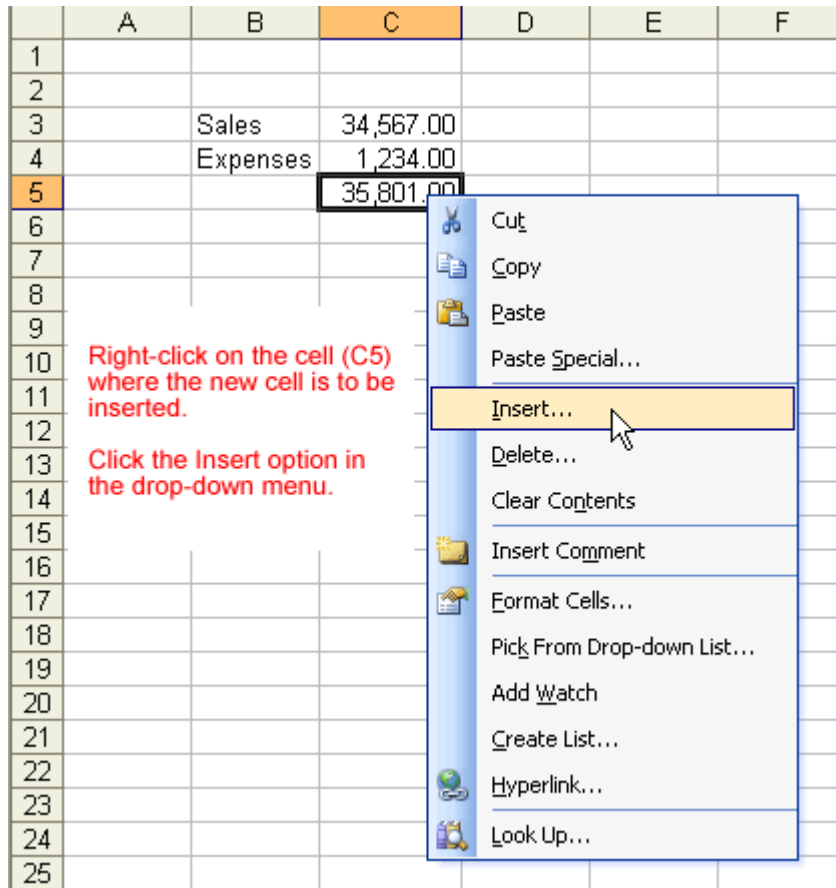 A B C D E F
1
2
3 Sales 34,567.00
4 Expenses 1,234.00
5 35,801.00
6
7
8
9
10
11
12
13
14
15
16
17
18
19
20
21
22
23
24
25
Right-click on the cell (C5)
where the new cell is to be
inserted.
Click the Insert option in
the drop-down menu.
Cut
Copy
Paste
Paste Special...
Insert...
Delete...
Clear Contents
Insert Comment
Format Cells...
Pick From Drop-down List...
Add Watch
Create List...
Hyperlink...
Look Up...